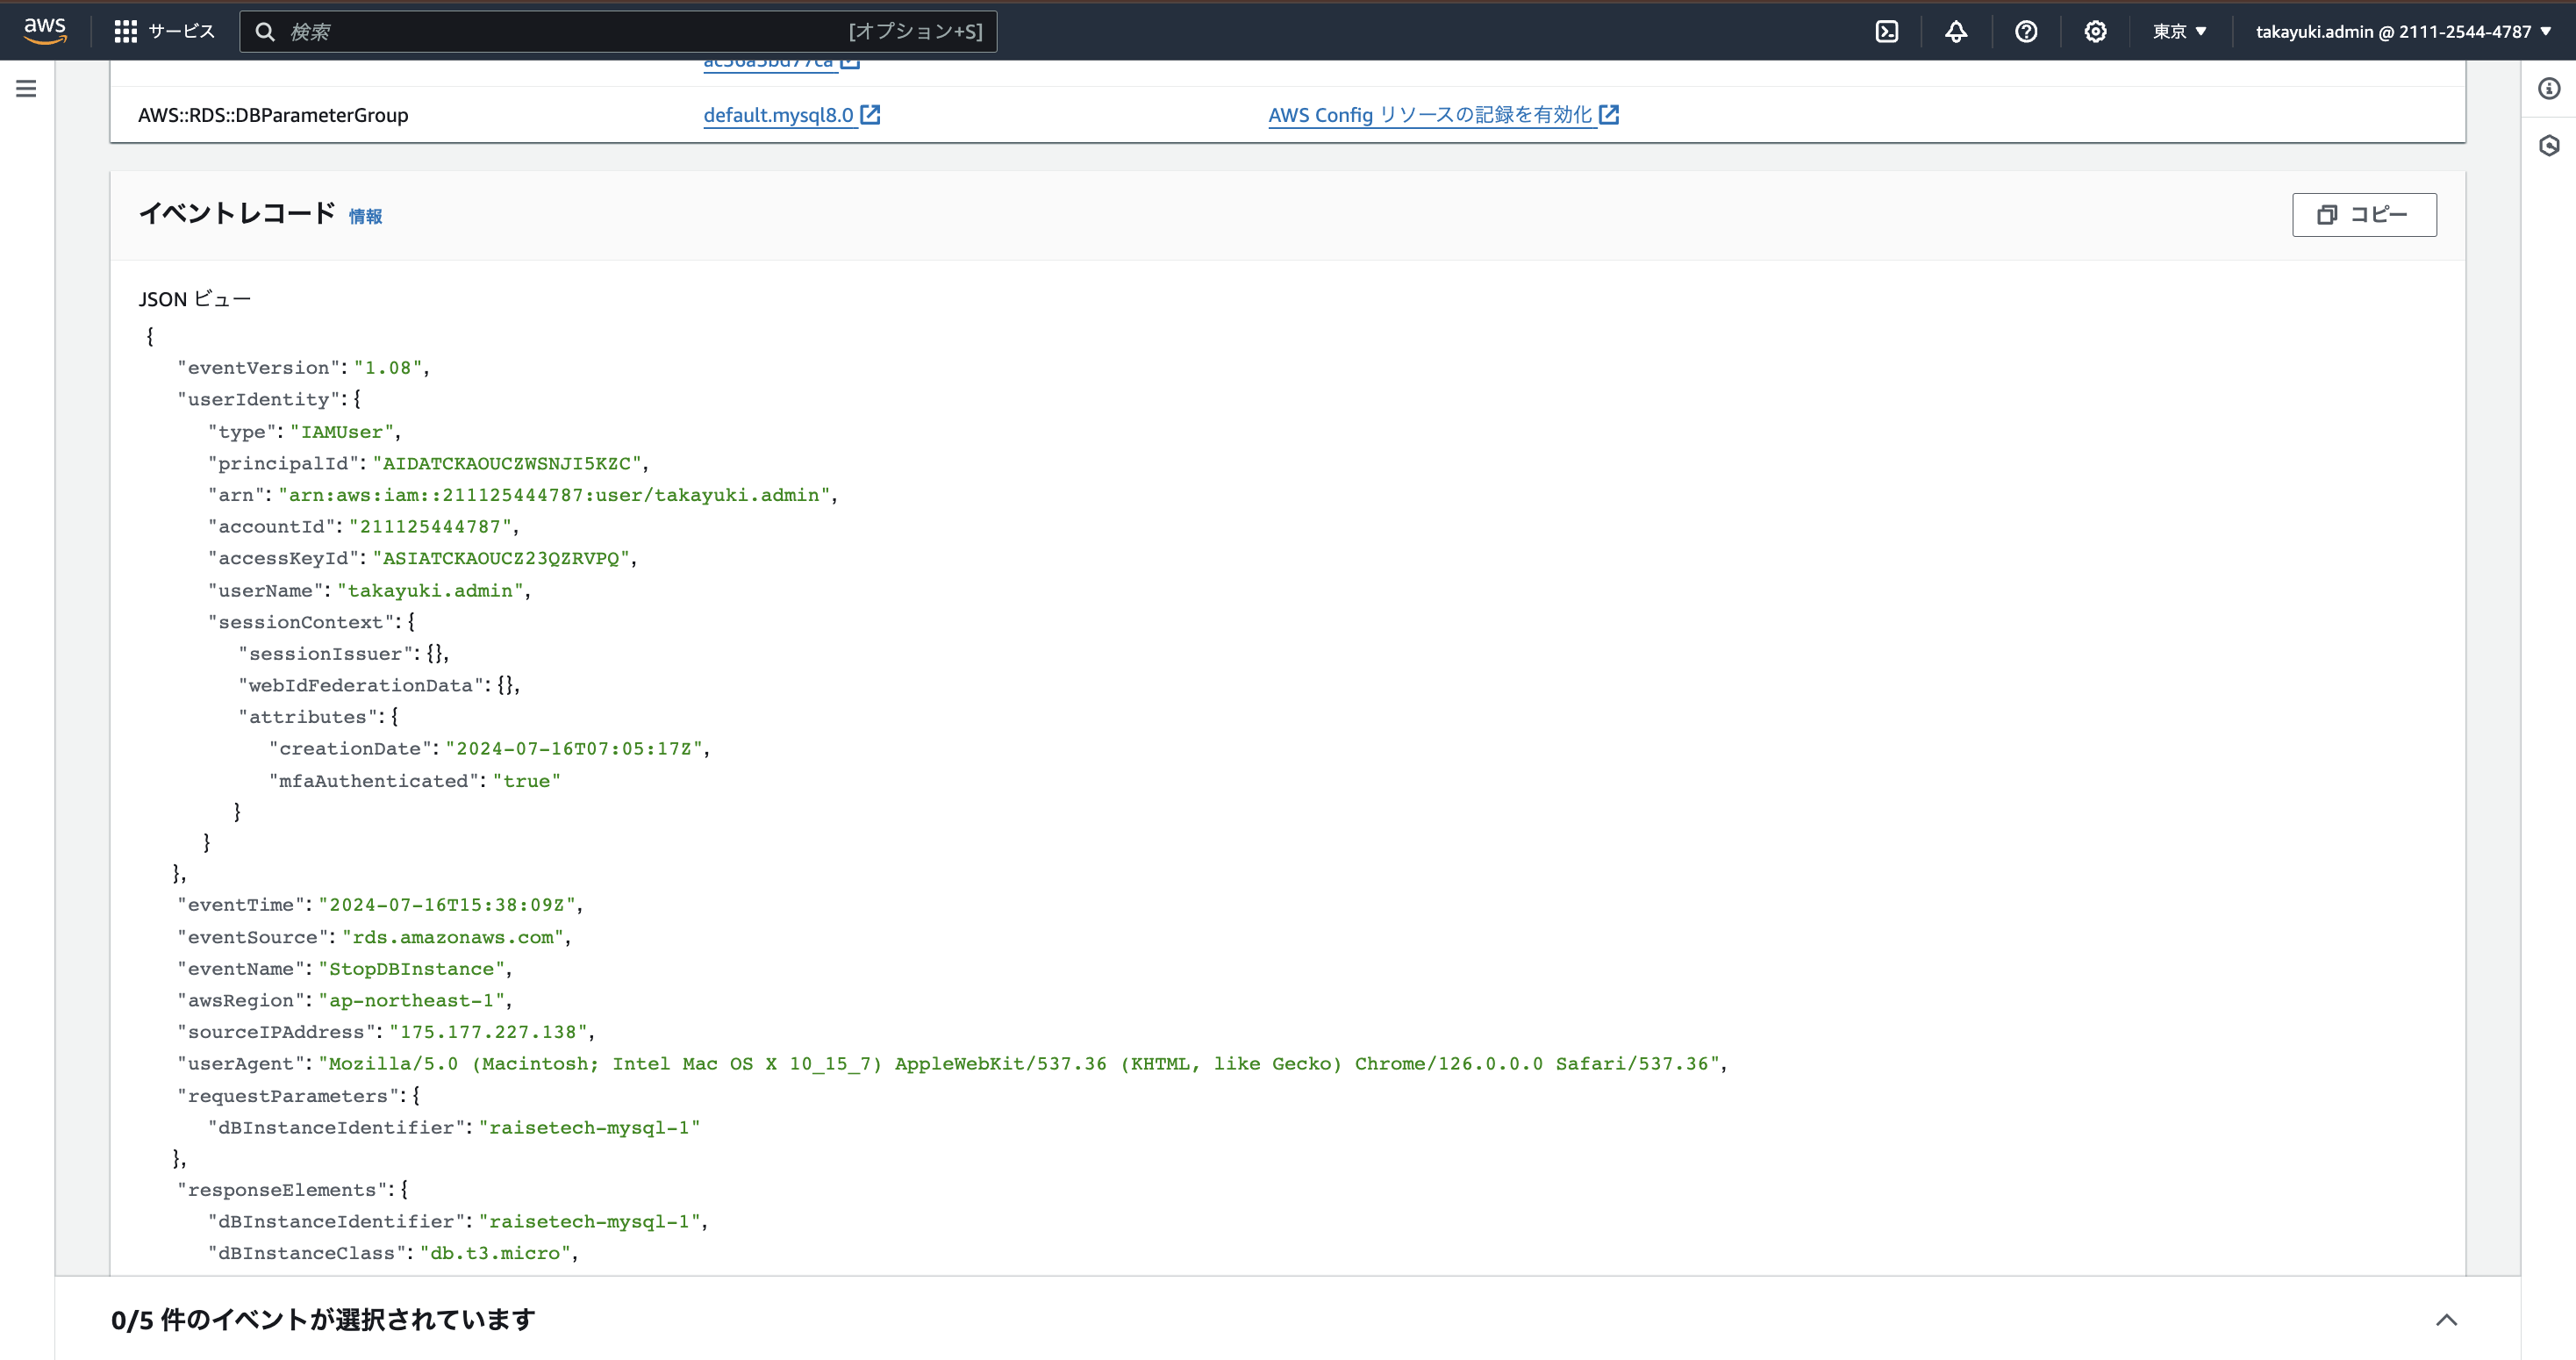 aws
サービス
検索
[オプション+S]
東京
takayuki.admin @ 2111-2544-4787
AWS::RDS::DBParameterGroup
default.mysql8.0
AWS Config リソースの記録を有効化
イベントレコード 情報
コピー
JSON ビュー
{
"eventVersion": "1.08",
"userIdentity": {
"type": "IAMUser",
"principalId": "AIDATCKAOUCZWSNJI5KZC",
"arn": "arn:aws:iam::211125444787:user/takayuki.admin",
"accountId": "211125444787",
"accessKeyId": "ASIATCKAOUCZ23QZRVPQ",
"userName": "takayuki.admin",
"sessionContext": {
"sessionIssuer": {},
"webIdFederationData": {},
"attributes": {
"creationDate": "2024-07-16T07:05:17Z",
"mfaAuthenticated": "true"
}
}
},
"eventTime": "2024-07-16T15:38:09Z",
"eventSource": "rds.amazonaws.com",
"eventName": "StopDBInstance",
"awsRegion": "ap-northeast-1",
"sourceIPAddress": "175.177.227.138",
"userAgent": "Mozilla/5.0 (Macintosh; Intel Mac OS X 10_15_7) AppleWebKit/537.36 (KHTML, like Gecko) Chrome/126.0.0.0 Safari/537.36",
"requestParameters": {
"dBInstanceIdentifier": "raisetech-mysql-1"
},
"responseElements": {
"dBInstanceIdentifier": "raisetech-mysql-1",
"dBInstanceClass": "db.t3.micro",
0/5 件のイベントが選択されています